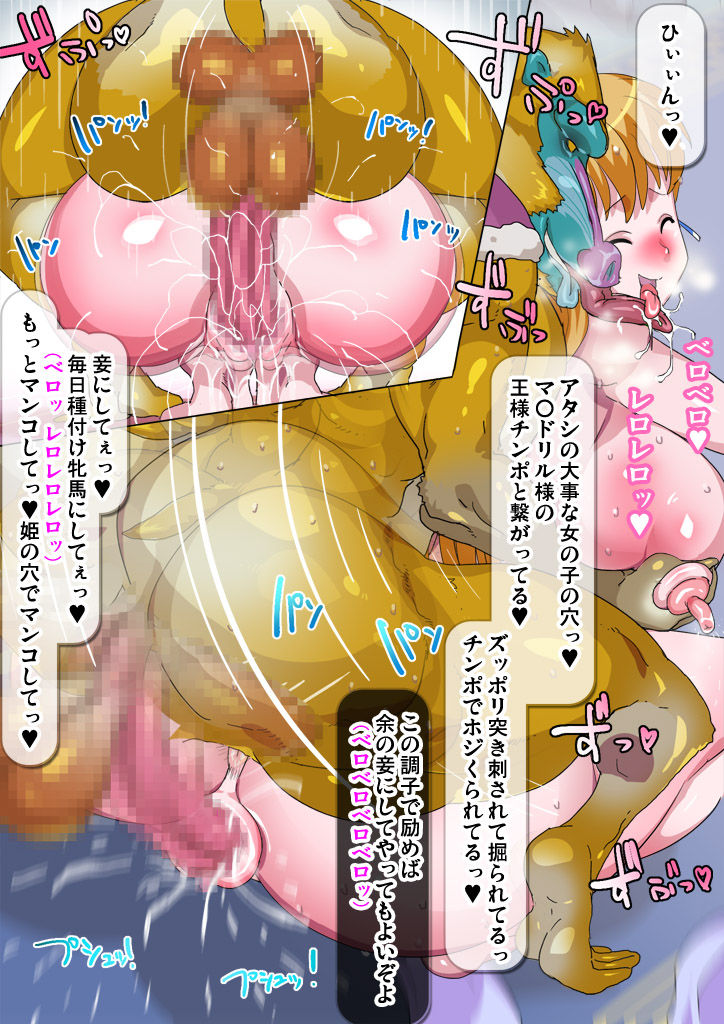 ひぃぃんっ♥
アタシの大事な女の子の穴っ♥
マ〇ドリル様の
王様チンポと繋がってる♥
ズッポリ突き刺されて掘られてるっ
チンポでホジくられてるっ♥
妾にしてぇっ♥
毎日種付け牝馬にしてぇっ♥
(ベロッ レロレロレロッ)
もっとマンコしてっ♥姫の穴でマンコしてっ♥
この調子で励めば
余の妾にしてやってもよいぞよ
(ベロベロベロベロッ)
ベロベロ♥
レロレロッ♥
ずぷっ♡
ずぷっ♡
ずぶっ♡
ずっ♡
ずぶっ♡
パンッ!
パンッ!
パンッ
パンッ
パンッ
パンッ
プシュッ!
プシュッ!